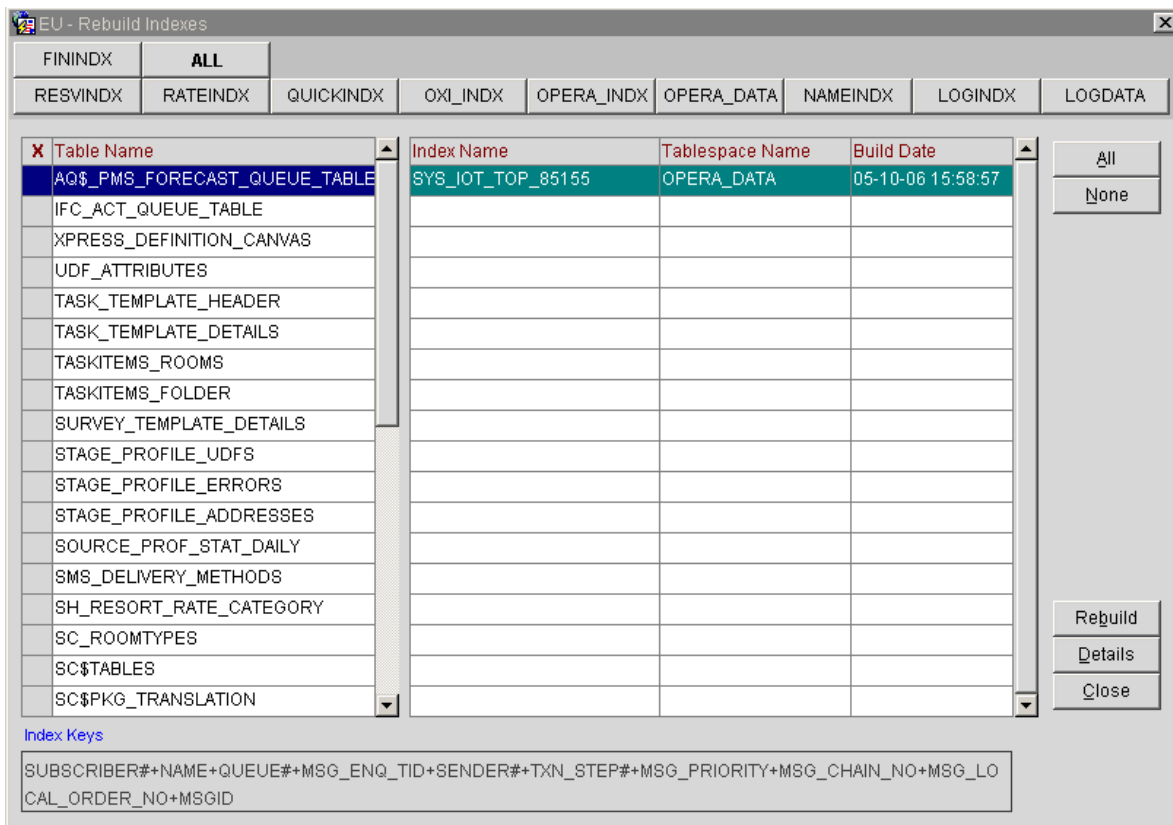 EU - Rebuild Indexes
FININDX ALL
RESVINDX RATEINDX QUICKINDX OXI_INDX OPERA_INDX OPERA_DATA NAMEINDX LOGINDX LOGDATA
X Table Name Index Name Tablespace Name Build Date All
AQ$_PMS_FORECAST_QUEUE_TABLE SYS_IOT_TOP_85155 OPERA_DATA 05-10-06 15:58:57
None
IFC_ACT_QUEUE_TABLE
XPRESS_DEFINITION_CANVAS
UDF_ATTRIBUTES
TASK_TEMPLATE_HEADER
TASK_TEMPLATE_DETAILS
TASKITEMS_ROOMS
TASKITEMS_FOLDER
SURVEY_TEMPLATE_DETAILS
STAGE_PROFILE_UDFS
STAGE_PROFILE_ERRORS
STAGE_PROFILE_ADDRESSES
SOURCE_PROF_STAT_DAILY
SMS_DELIVERY_METHODS
SH_RESORT_RATE_CATEGORY
Rebuild
SC_ROOMTYPES
Details
SC$TABLES
Close
SC$PKG_TRANSLATION
Index Keys
SUBSCRIBER#+NAME+QUEUE#+MSG_ENQ_TID+SENDER#+TXN_STEP#+MSG_PRIORITY+MSG_CHAIN_NO+MSG_LO
CAL_ORDER_NO+MSGID